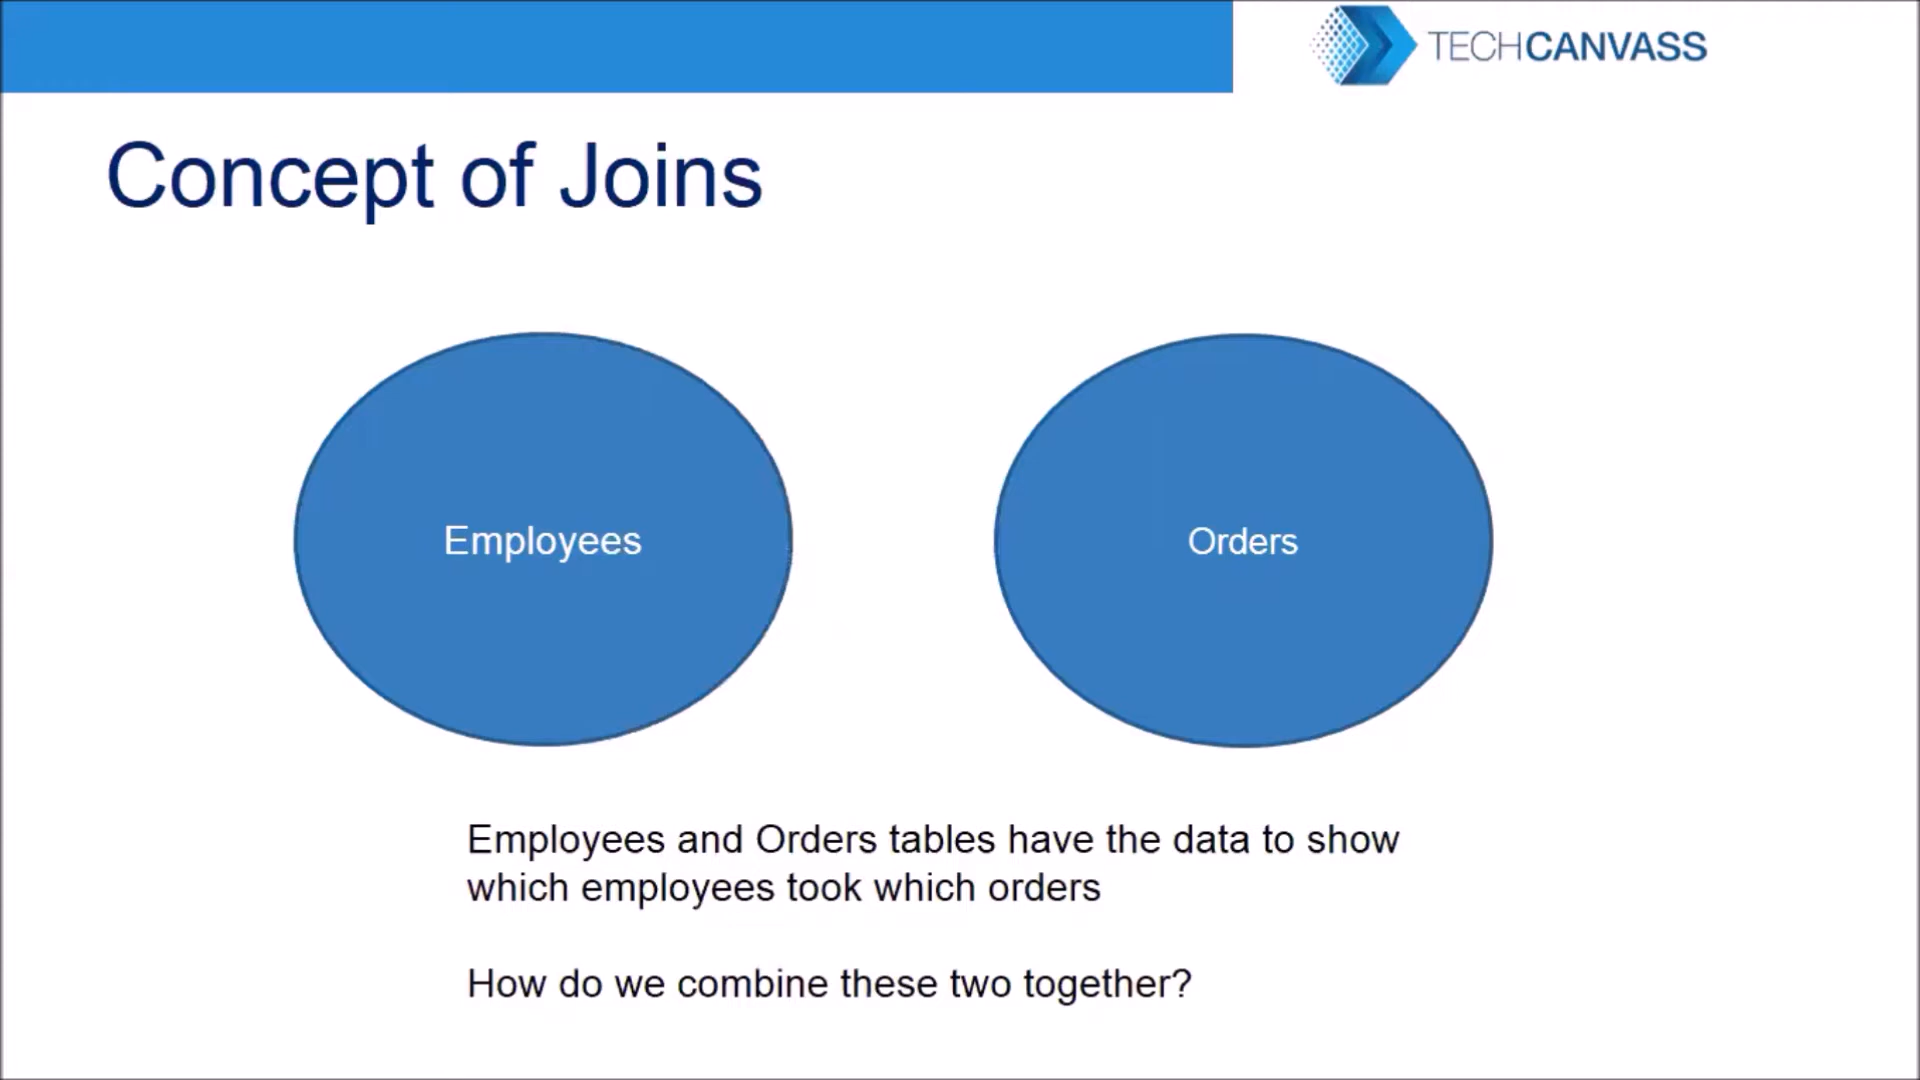 TECHCANVASS
Concept of Joins
Employees
Orders
Employees and Orders tables have the data to show
which employees took which orders
How do we combine these two together?